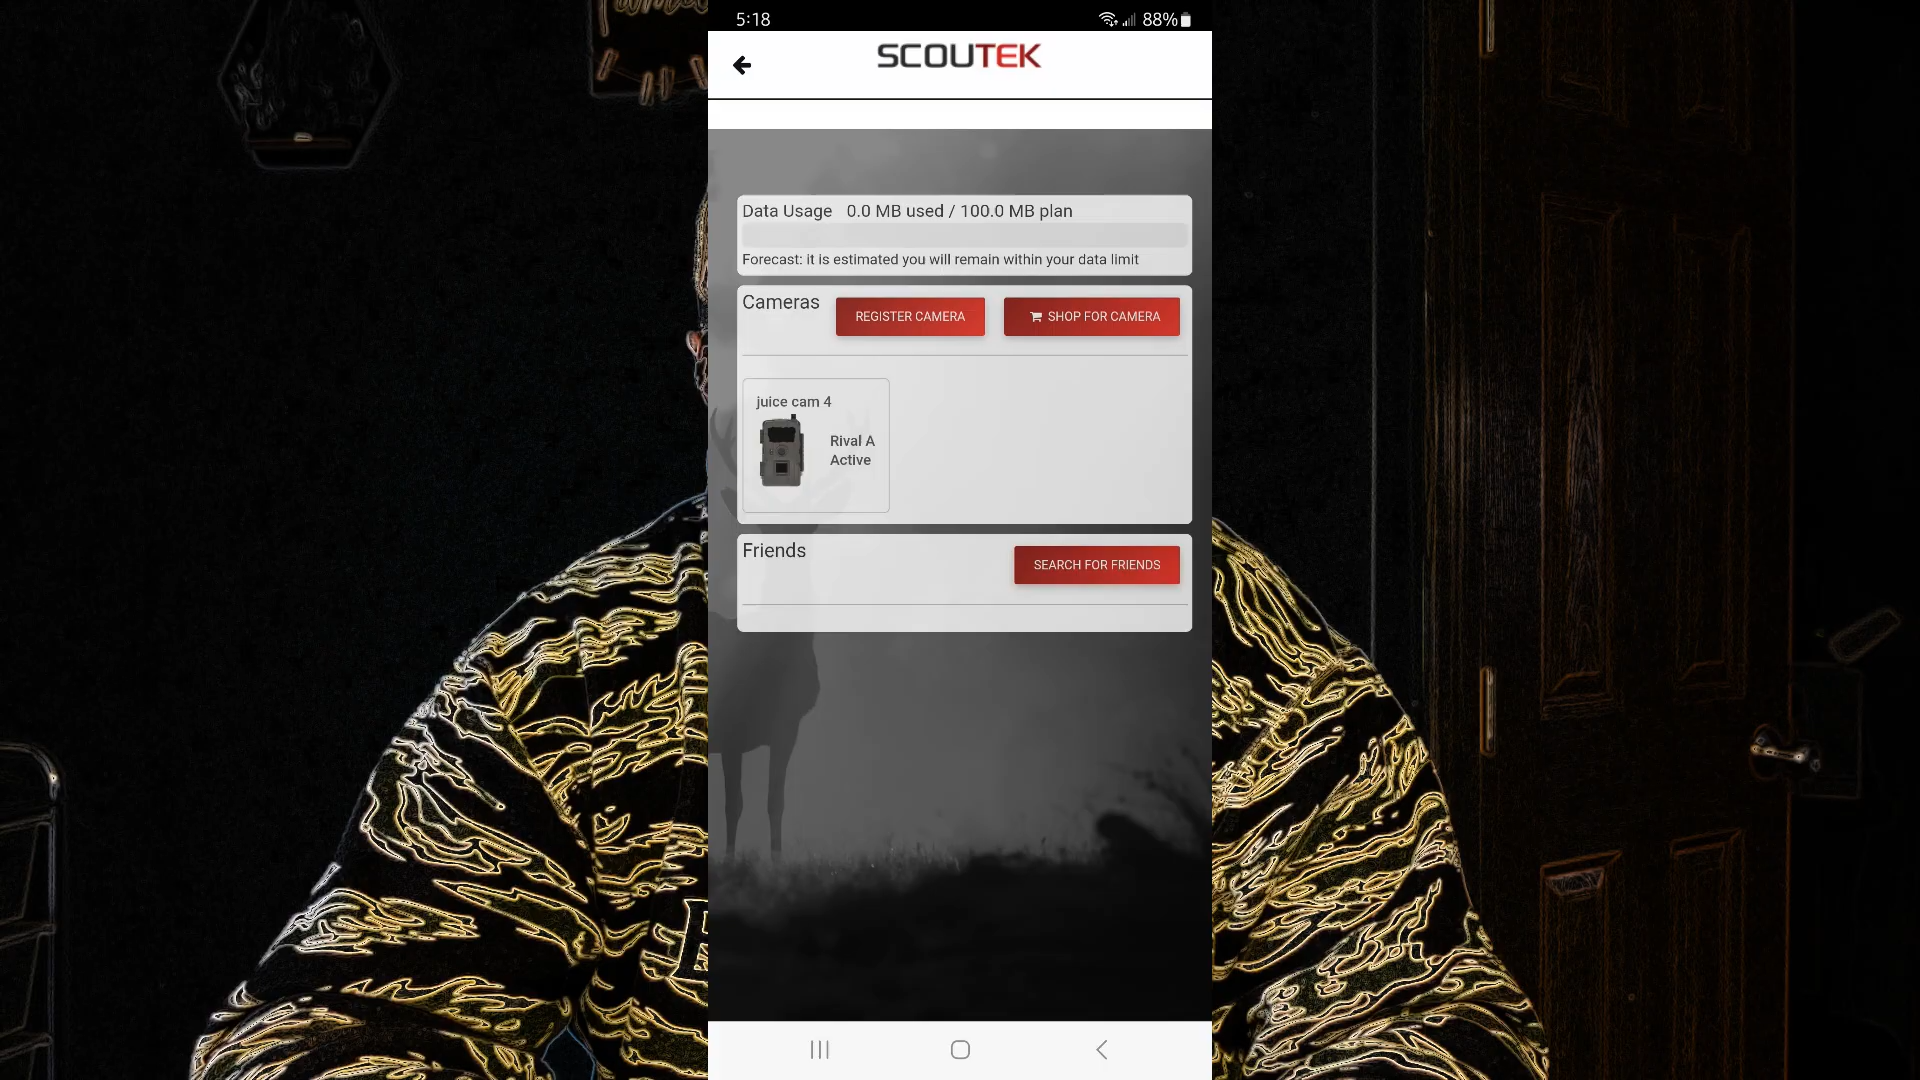 5:18
88%
SCOUTEK
Data Usage 0.0 MB used / 100.0 MB plan
Forecast: it is estimated you will remain within your data limit
Cameras
REGISTER CAMERA
SHOP FOR CAMERA
juice cam 4
Rival A
Active
Friends
SEARCH FOR FRIENDS